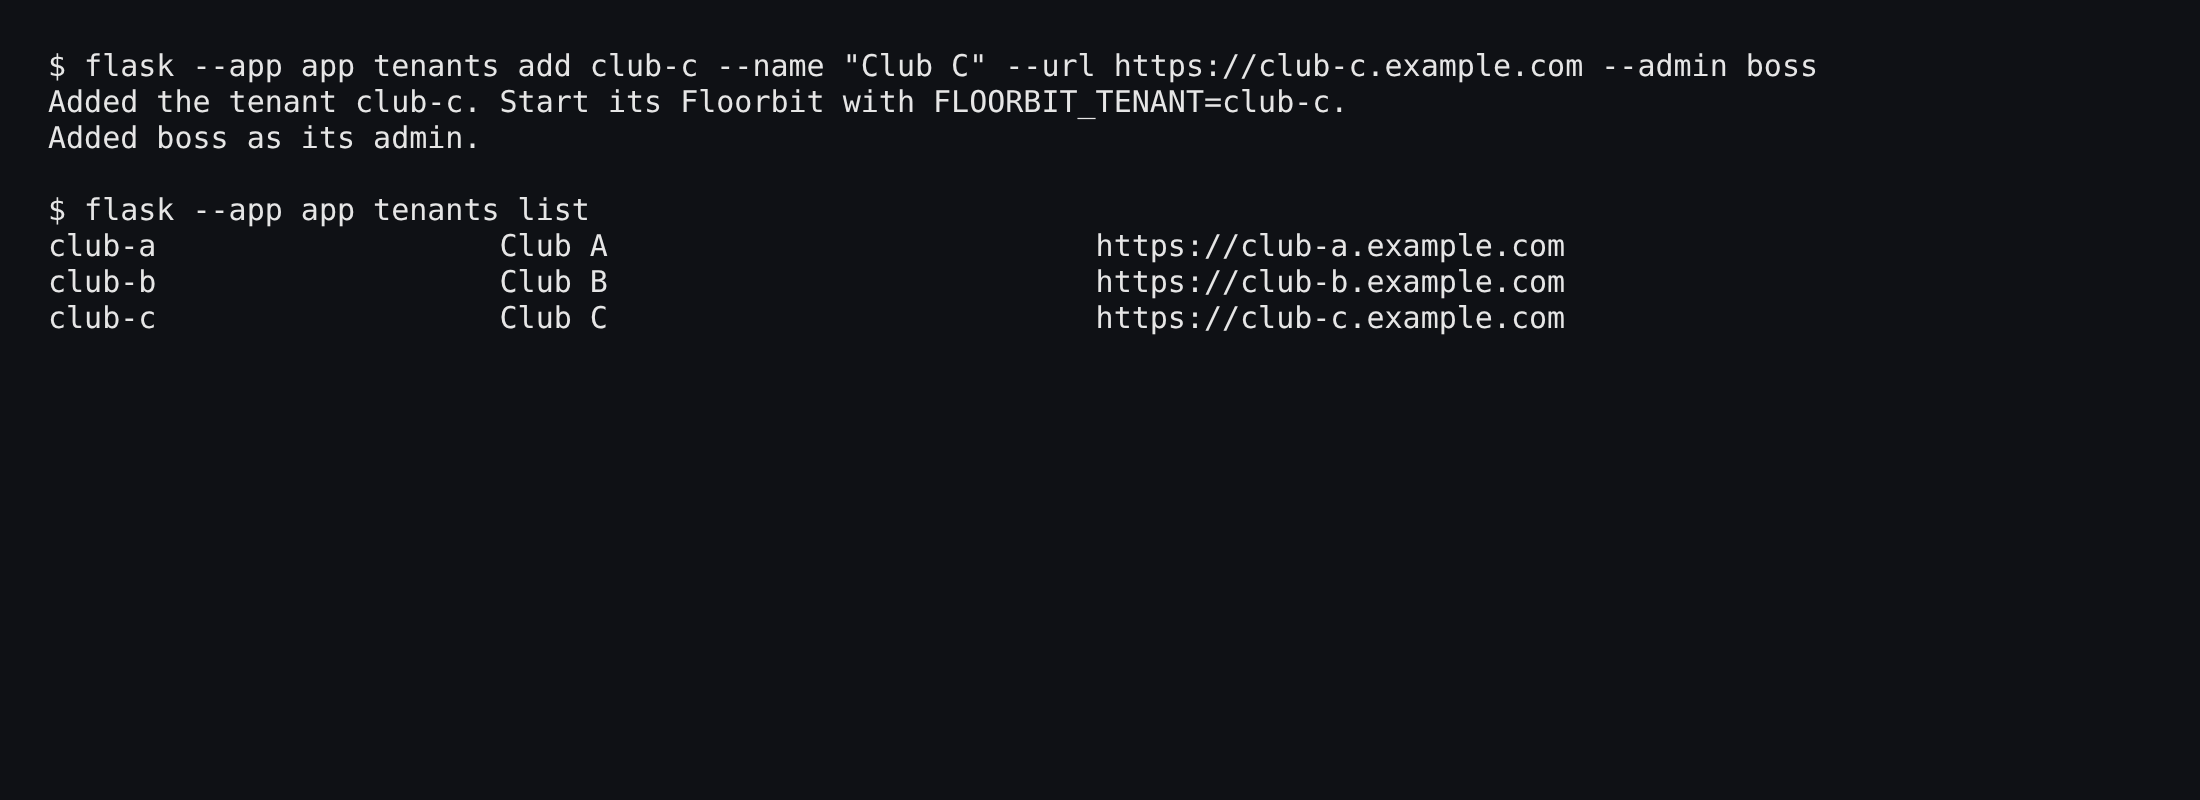 $ flask --app app tenants add club-c --name "Club C" --url https://club-c.example.com --admin boss
Added the tenant club-c. Start its Floorbit with FLOORBIT_TENANT=club-c.
Added boss as its admin.
$ flask --app app tenants list
club-a                   Club A                           https://club-a.example.com
club-b                   Club B                           https://club-b.example.com
club-c                   Club C                           https://club-c.example.com